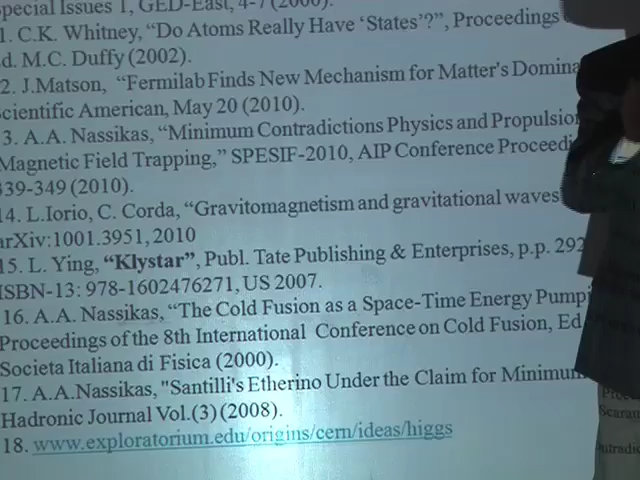 pecial Issues 1, GED-East, 4-7 (2000).
1. C.K. Whitney, “Do Atoms Really Have ‘States’?”, Proceedings
d. M.C. Duffy (2002).
2. J.Matson, “Fermilab Finds New Mechanism for Matter's Domina
Scientific American, May 20 (2010).
3. A.A. Nassikas, “Minimum Contradictions Physics and Propulsion
Magnetic Field Trapping,” SPESIF-2010, AIP Conference Proceedi
339-349 (2010).
14. L.Iorio, C. Corda, “Gravitomagnetism and gravitational waves
arXiv:1001.3951, 2010
15. L. Ying, “Klystar”, Publ. Tate Publishing & Enterprises, p.p. 292
ISBN-13: 978-1602476271, US 2007.
16. A.A. Nassikas, “The Cold Fusion as a Space-Time Energy Pumpi
Proceedings of the 8th International Conference on Cold Fusion, Ed
Societa Italiana di Fisica (2000).
17. A.A.Nassikas, "Santilli's Etherino Under the Claim for Minimum
Hadronic Journal Vol.(3) (2008).
18. www.exploratorium.edu/origins/cern/ideas/higgs